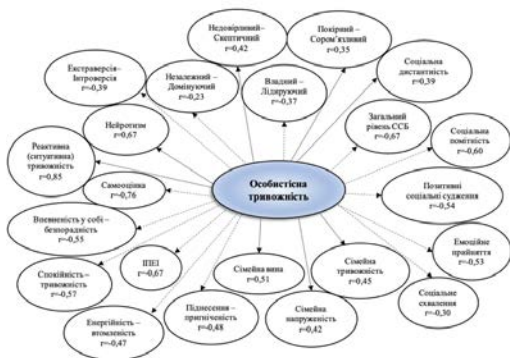 Недовірливий–
Скептичний
r=0,42
Покірний –
Сором’язливий
r=0,35
Екстраверсія–
Інтроверсія
r=-0,39
Незалежний –
Домінуючий
r=-0,23
Владний –
Лідируючий
r=-0,37
Соціальна
дистантність
r=0,39
Нейротизм
r=0,67
Загальний
рівень ССБ
r=-0,67
Соціальна
помітність
r=-0,60
Реактивна
(ситуативна)
тривожність
r=0,85
Самооцінка
r=-0,76
Особистісна
тривожність
Позитивні
соціальні судження
r=-0,54
Впевненість у собі –
безпорадність
r=-0,55
Емоційне
прийняття
r=-0,53
Спокійність –
тривожність
r=-0,57
ІПЕІ
r=-0,67
Сімейна вина
r=0,51
Сімейна
тривожність
r=0,45
Соціальне
схвалення
r=-0,30
Енергійність –
втомленість
r=-0,47
Піднесення –
пригніченість
r=-0,48
Сімейна
напруженість
r=0,42